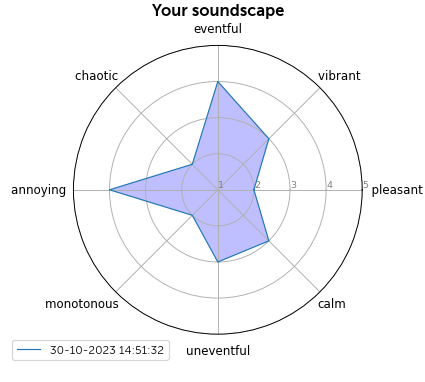 Your soundscape
eventful
chaotic
vibrant
annoying
1 2 3 4 5
pleasant
monotonous
calm
uneventful
30-10-2023 14:51:32